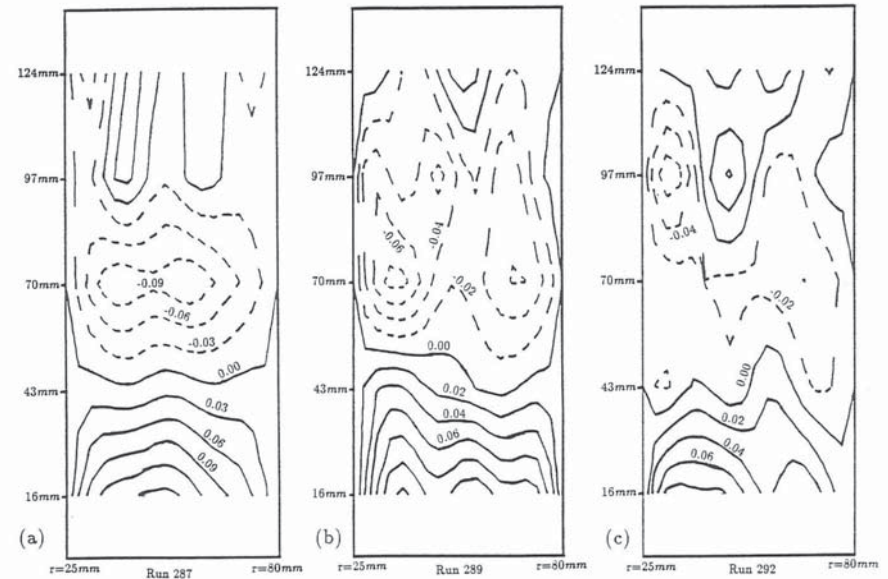 124mm
97mm
70mm
43mm
16mm
-0.09
-0.06
-0.03
0.00
0.03
0.06
0.09
(a)
r=25mm
Run 287
r=80mm
124mm
97mm
70mm
43mm
16mm
-0.06
-0.04
-0.02
0.00
0.02
0.04
0.06
(b)
r=25mm
Run 289
r=80mm
124mm
97mm
70mm
43mm
16mm
-0.04
-0.02
0.00
0.02
0.04
0.06
(c)
r=25mm
Run 292
r=80mm